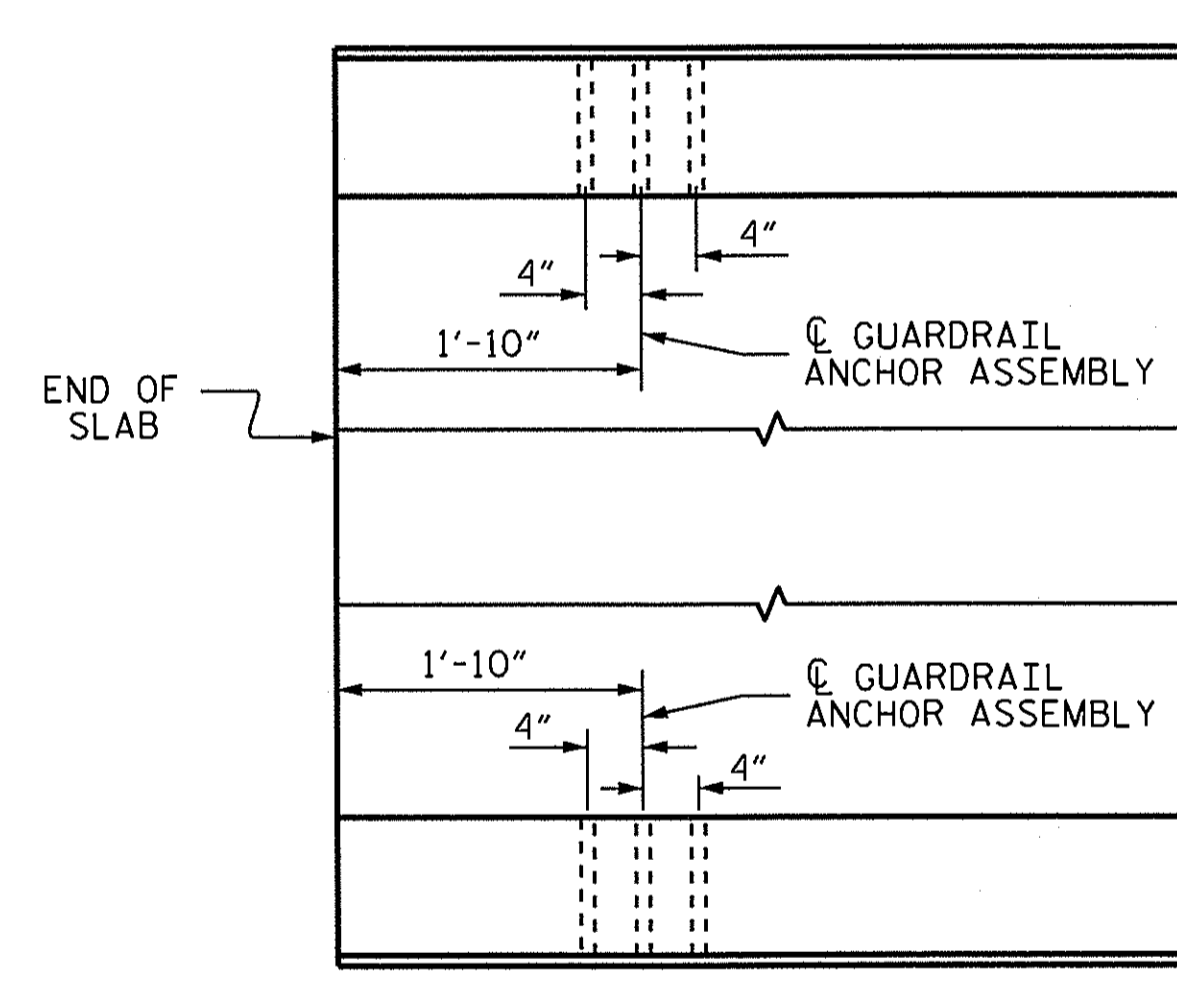 4″
4″
1′-10″
℄ GUARDRAIL
ANCHOR ASSEMBLY
END OF
SLAB
1′-10″
℄ GUARDRAIL
ANCHOR ASSEMBLY
4″
4″